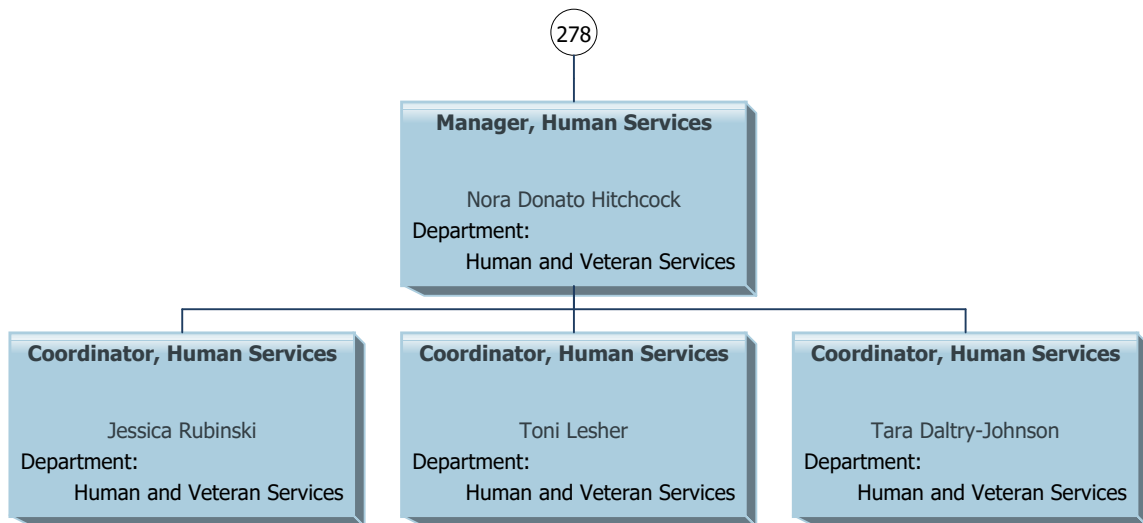 278
Manager, Human Services
Nora Donato Hitchcock
Department:
Human and Veteran Services
Coordinator, Human Services
Jessica Rubinski
Department:
Human and Veteran Services
Coordinator, Human Services
Toni Lesher
Department:
Human and Veteran Services
Coordinator, Human Services
Tara Daltry-Johnson
Department:
Human and Veteran Services